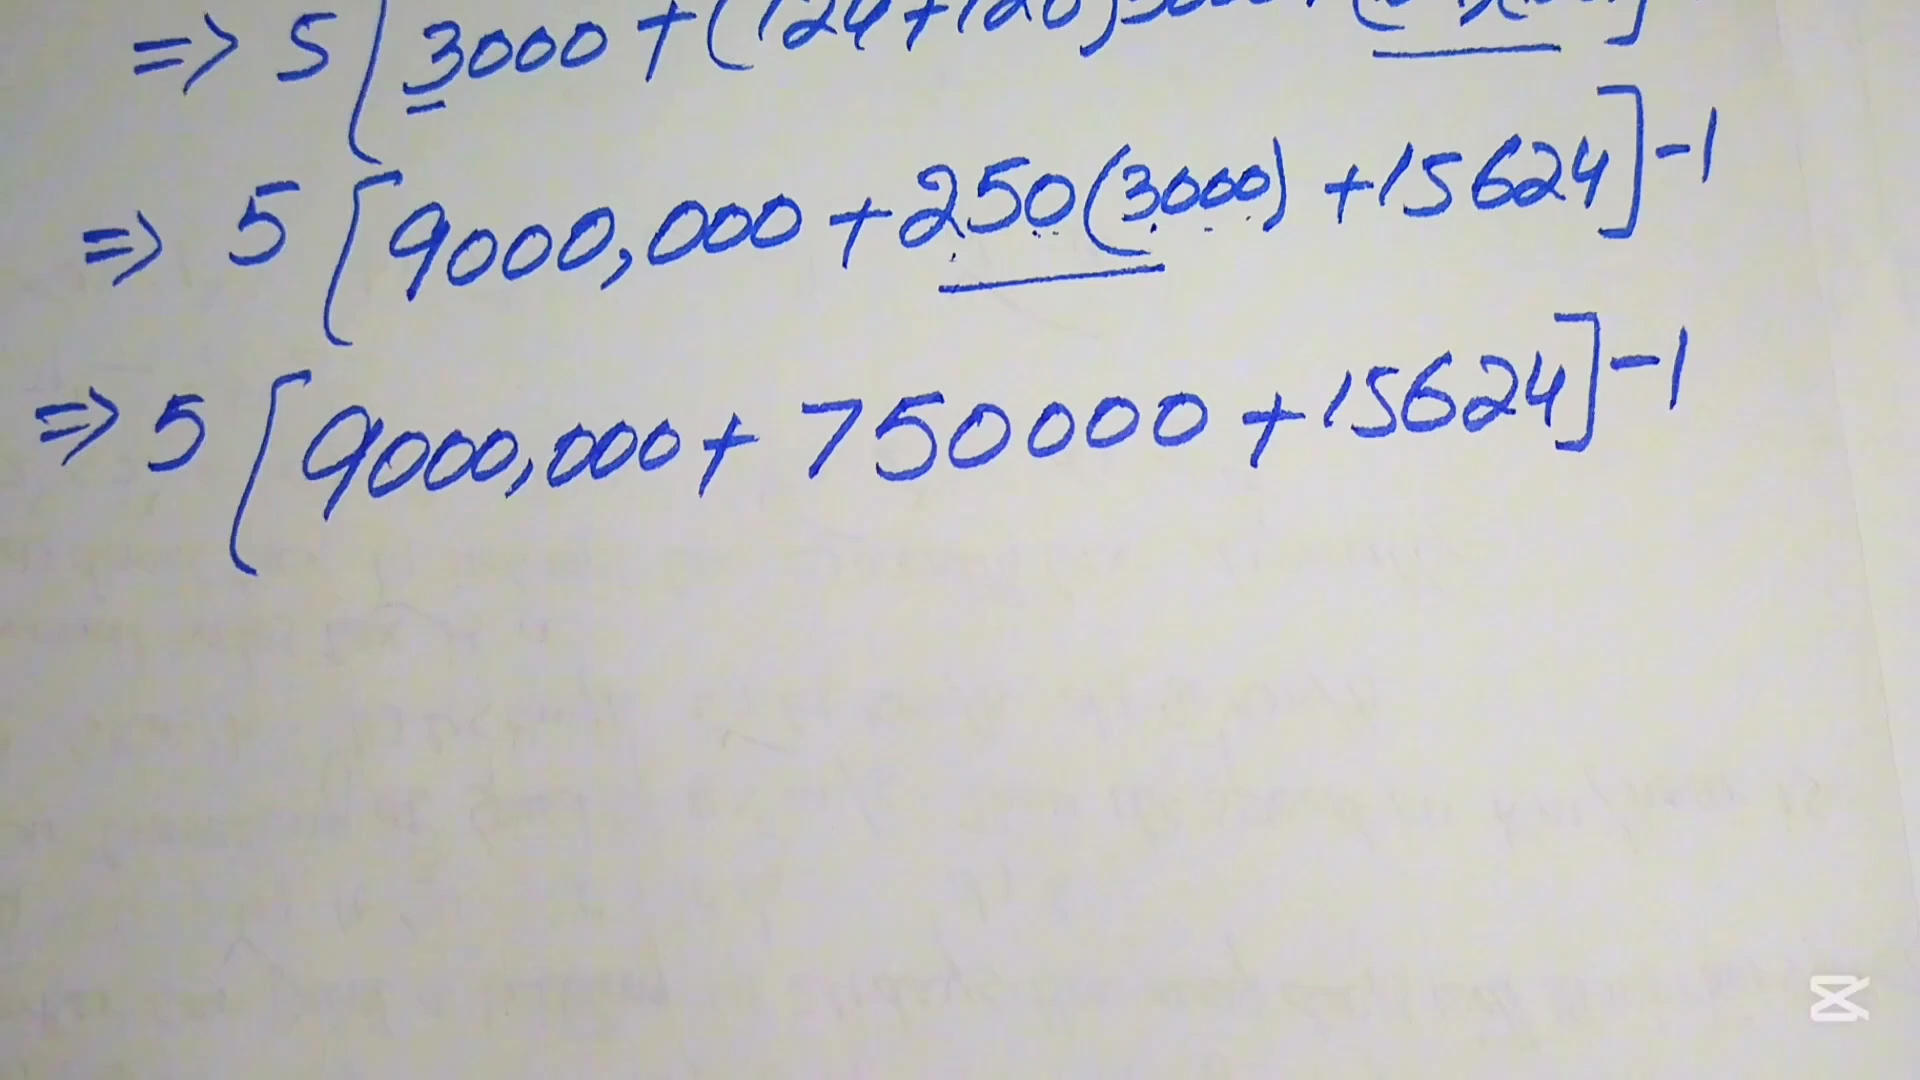 => 5[3000 + (124+126)3000
=> 5[9000,000 + 250(3000) + 15624]-1
=> 5[9000,000 + 750000 + 15624]-1